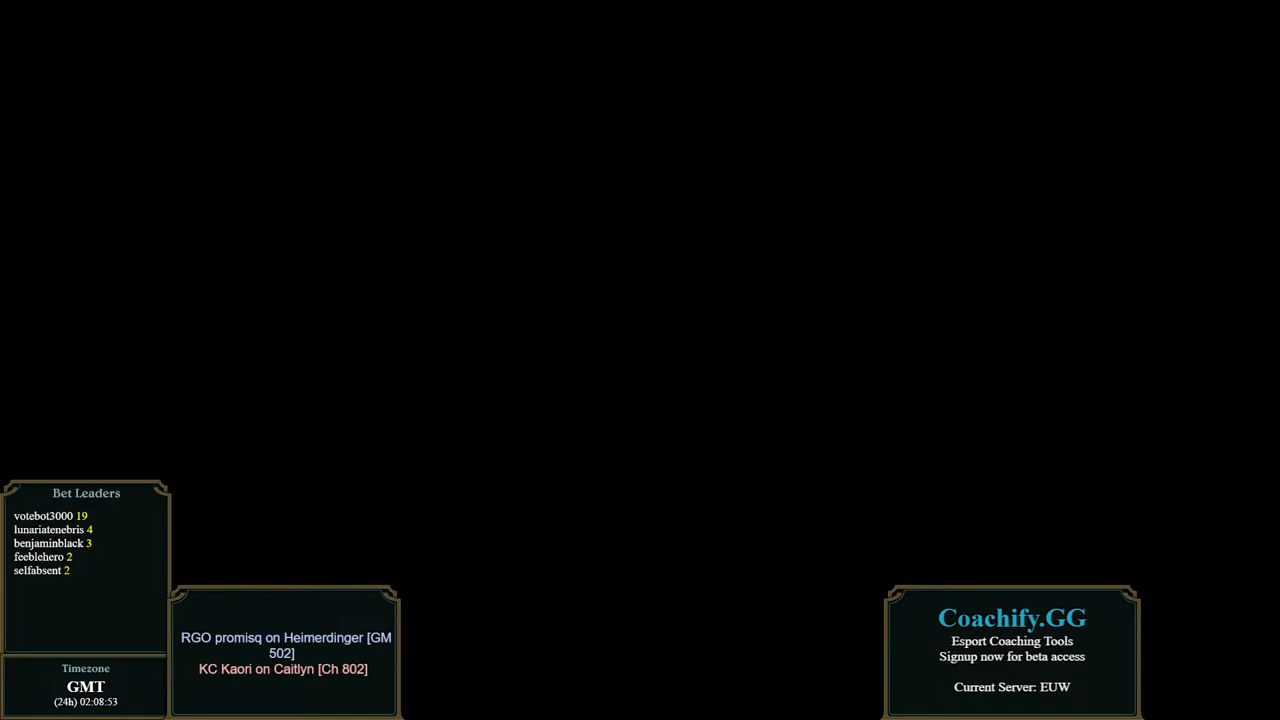 Bet Leaders
votebot3000 19
lunariatenebris 4
benjaminblack 3
feeblehero 2
selfabsent 2
Timezone
GMT
(24h) 02:08:53
RGO promisq on Heimerdinger [GM
502]
KC Kaori on Caitlyn [Ch 802]
Coachify.GG
Esport Coaching Tools
Signup now for beta access
Current Server: EUW